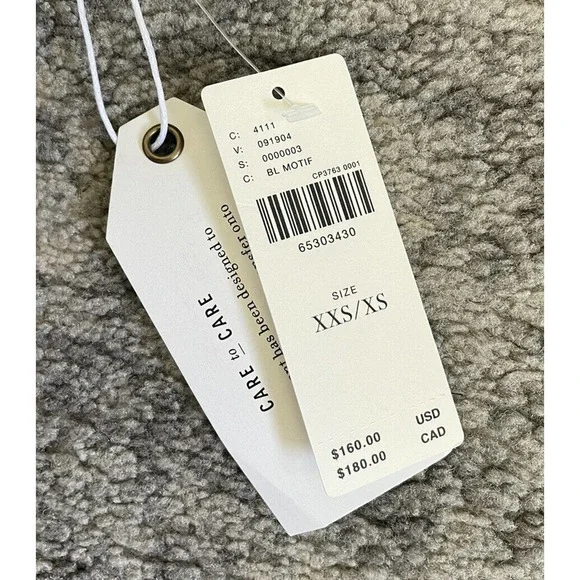 C: 4111
V: 091904
S: 0000003
C: BL MOTIF
CP3763 0001
65303430
SIZE
XXS/XS
$160.00 USD
$180.00 CAD
CARE to CARE
has been designed to
onto